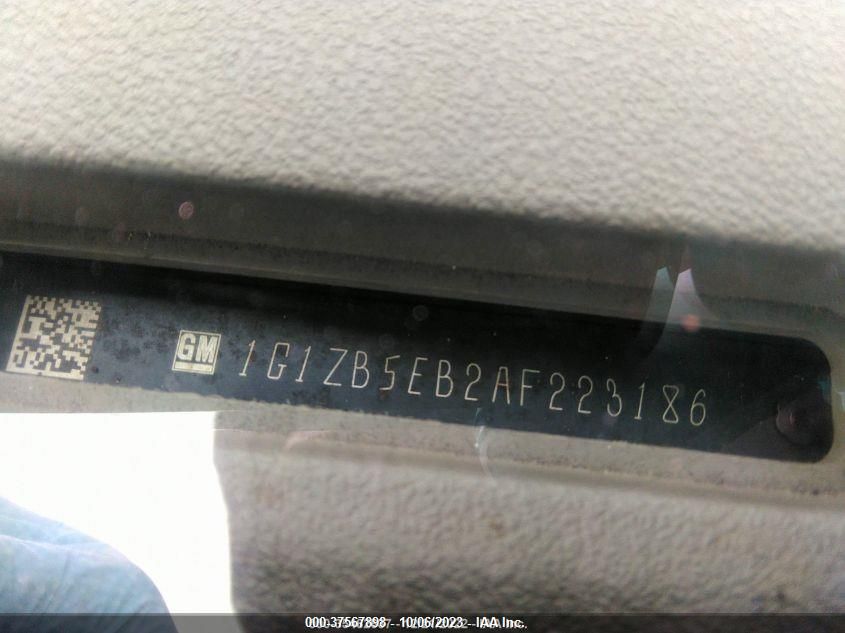 GM 1G1ZB5EB2AF223186
000-37567898 - 10/06/2023 - IAA Inc.